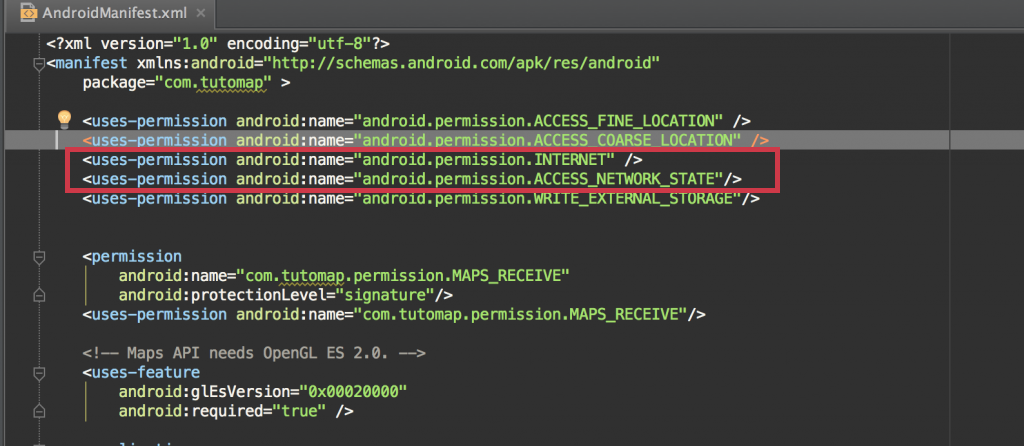 AndroidManifest.xml
<?xml version="1.0" encoding="utf-8"?>
<manifest xmlns:android="http://schemas.android.com/apk/res/android"
package="com.tutomap" >
<uses-permission android:name="android.permission.ACCESS_FINE_LOCATION" />
<uses-permission android:name="android.permission.ACCESS_COARSE_LOCATION" />
<uses-permission android:name="android.permission.INTERNET" />
<uses-permission android:name="android.permission.ACCESS_NETWORK_STATE"/>
<uses-permission android:name="android.permission.WRITE_EXTERNAL_STORAGE"/>
<permission
android:name="com.tutomap.permission.MAPS_RECEIVE"
android:protectionLevel="signature"/>
<uses-permission android:name="com.tutomap.permission.MAPS_RECEIVE"/>
<!-- Maps API needs OpenGL ES 2.0. -->
<uses-feature
android:glEsVersion="0x00020000"
android:required="true" />